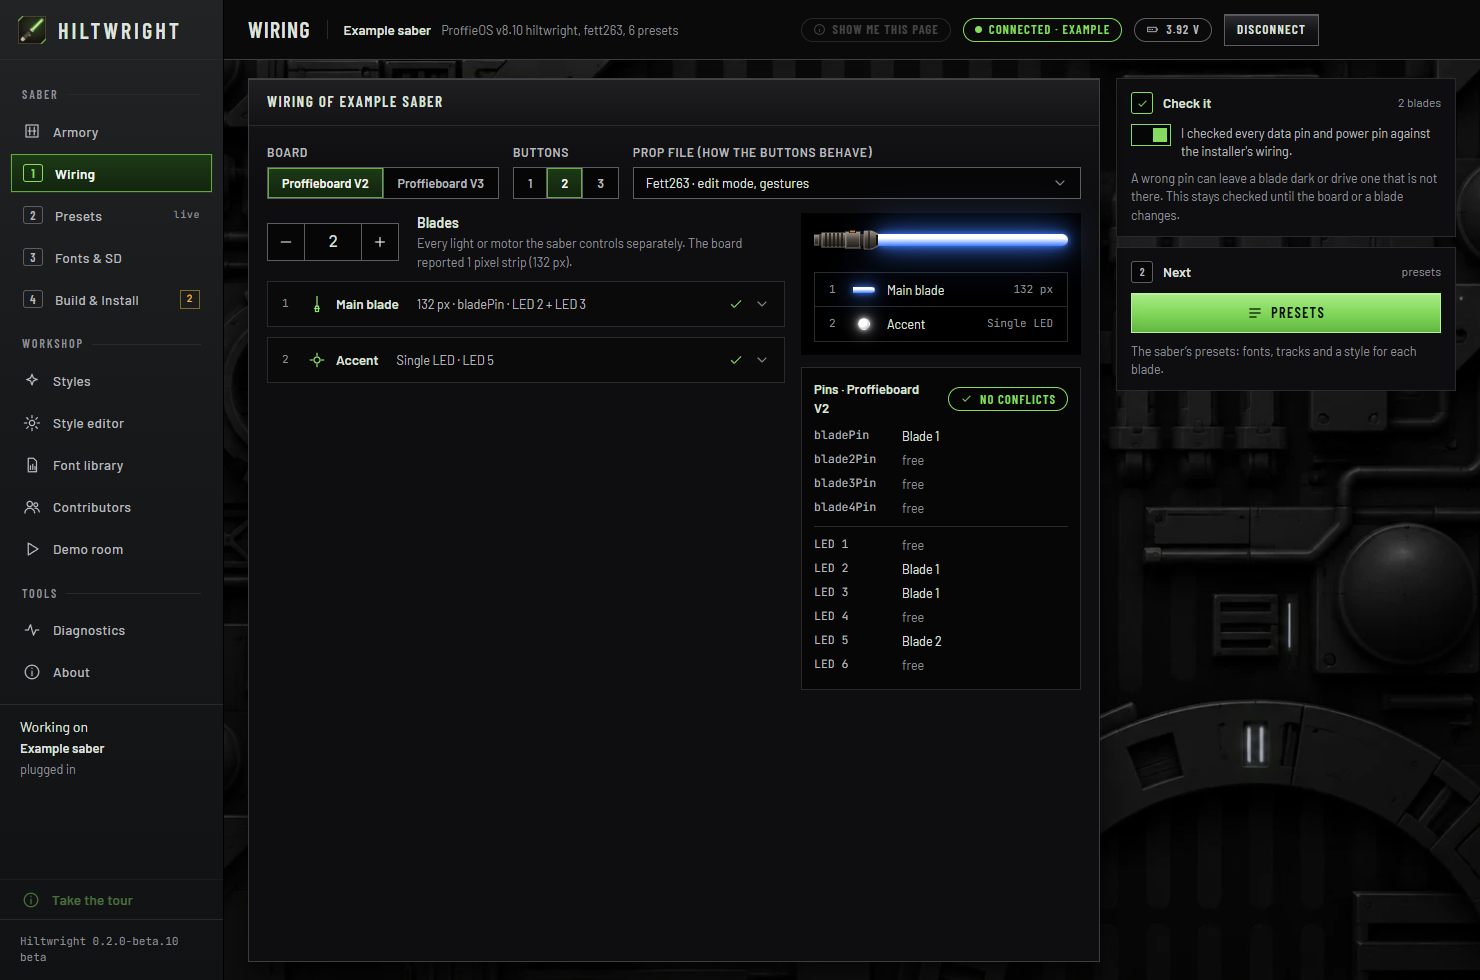 HILTWRIGHT
SABER
Armory
1 Wiring
2 Presets live
3 Fonts & SD
4 Build & Install 2
WORKSHOP
Styles
Style editor
Font library
Contributors
Demo room
TOOLS
Diagnostics
About
Working on
Example saber
plugged in
Take the tour
Hiltwright 0.2.0-beta.10
beta
WIRING
Example saber ProffieOS v8.10 hiltwright, fett263, 6 presets
SHOW ME THIS PAGE
CONNECTED · EXAMPLE
3.92 V
DISCONNECT
WIRING OF EXAMPLE SABER
BOARD
Proffieboard V2 Proffieboard V3
BUTTONS
1 2 3
PROP FILE (HOW THE BUTTONS BEHAVE)
Fett263 · edit mode, gestures
− 2 +
Blades
Every light or motor the saber controls separately. The board
reported 1 pixel strip (132 px).
1 Main blade 132 px · bladePin · LED 2 + LED 3
2 Accent Single LED · LED 5
1 Main blade 132 px
2 Accent Single LED
Pins · Proffieboard
V2
NO CONFLICTS
bladePin Blade 1
blade2Pin free
blade3Pin free
blade4Pin free
LED 1 free
LED 2 Blade 1
LED 3 Blade 1
LED 4 free
LED 5 Blade 2
LED 6 free
Check it 2 blades
I checked every data pin and power pin against
the installer's wiring.
A wrong pin can leave a blade dark or drive one that is not
there. This stays checked until the board or a blade
changes.
2 Next presets
PRESETS
The saber's presets: fonts, tracks and a style for each
blade.